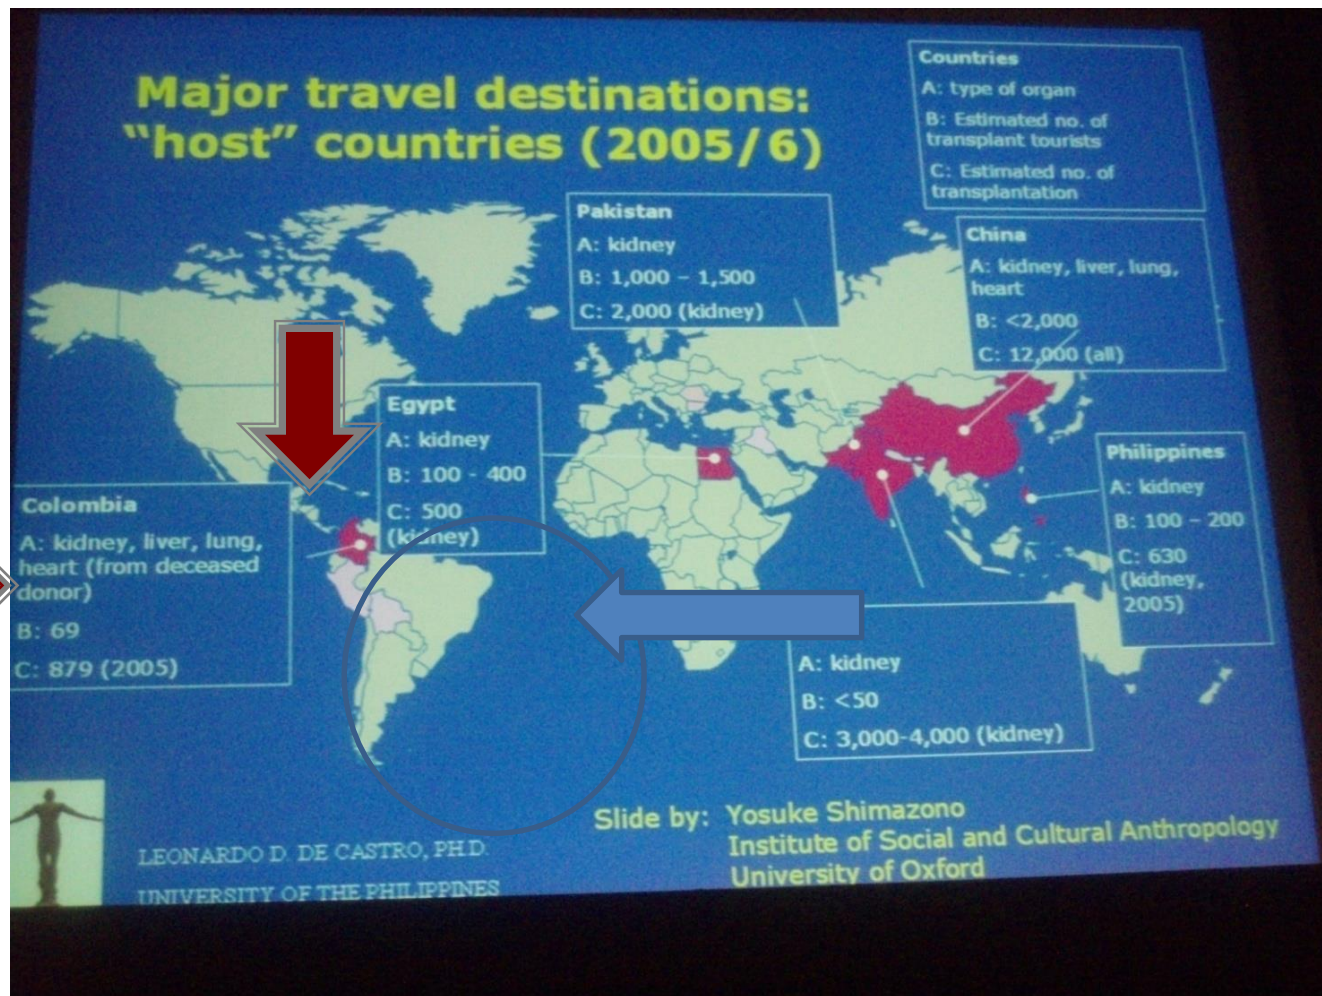 Major travel destinations:
“host” countries (2005/6)
Countries
A: type of organ
B: Estimated no. of
transplant tourists
C: Estimated no. of
transplantation
Pakistan
A: kidney
B: 1,000 – 1,500
C: 2,000 (kidney)
China
A: kidney, liver, lung,
heart
B: <2,000
C: 12,000 (all)
Egypt
A: kidney
B: 100 - 400
C: 500
(kidney)
Philippines
A: kidney
B: 100 – 200
C: 630
(kidney,
2005)
Colombia
A: kidney, liver, lung,
heart (from deceased
donor)
B: 69
C: 879 (2005)
A: kidney
B: <50
C: 3,000-4,000 (kidney)
Slide by: Yosuke Shimazono
Institute of Social and Cultural Anthropology
University of Oxford
LEONARDO D. DE CASTRO, PH.D.
UNIVERSITY OF THE PHILIPPINES